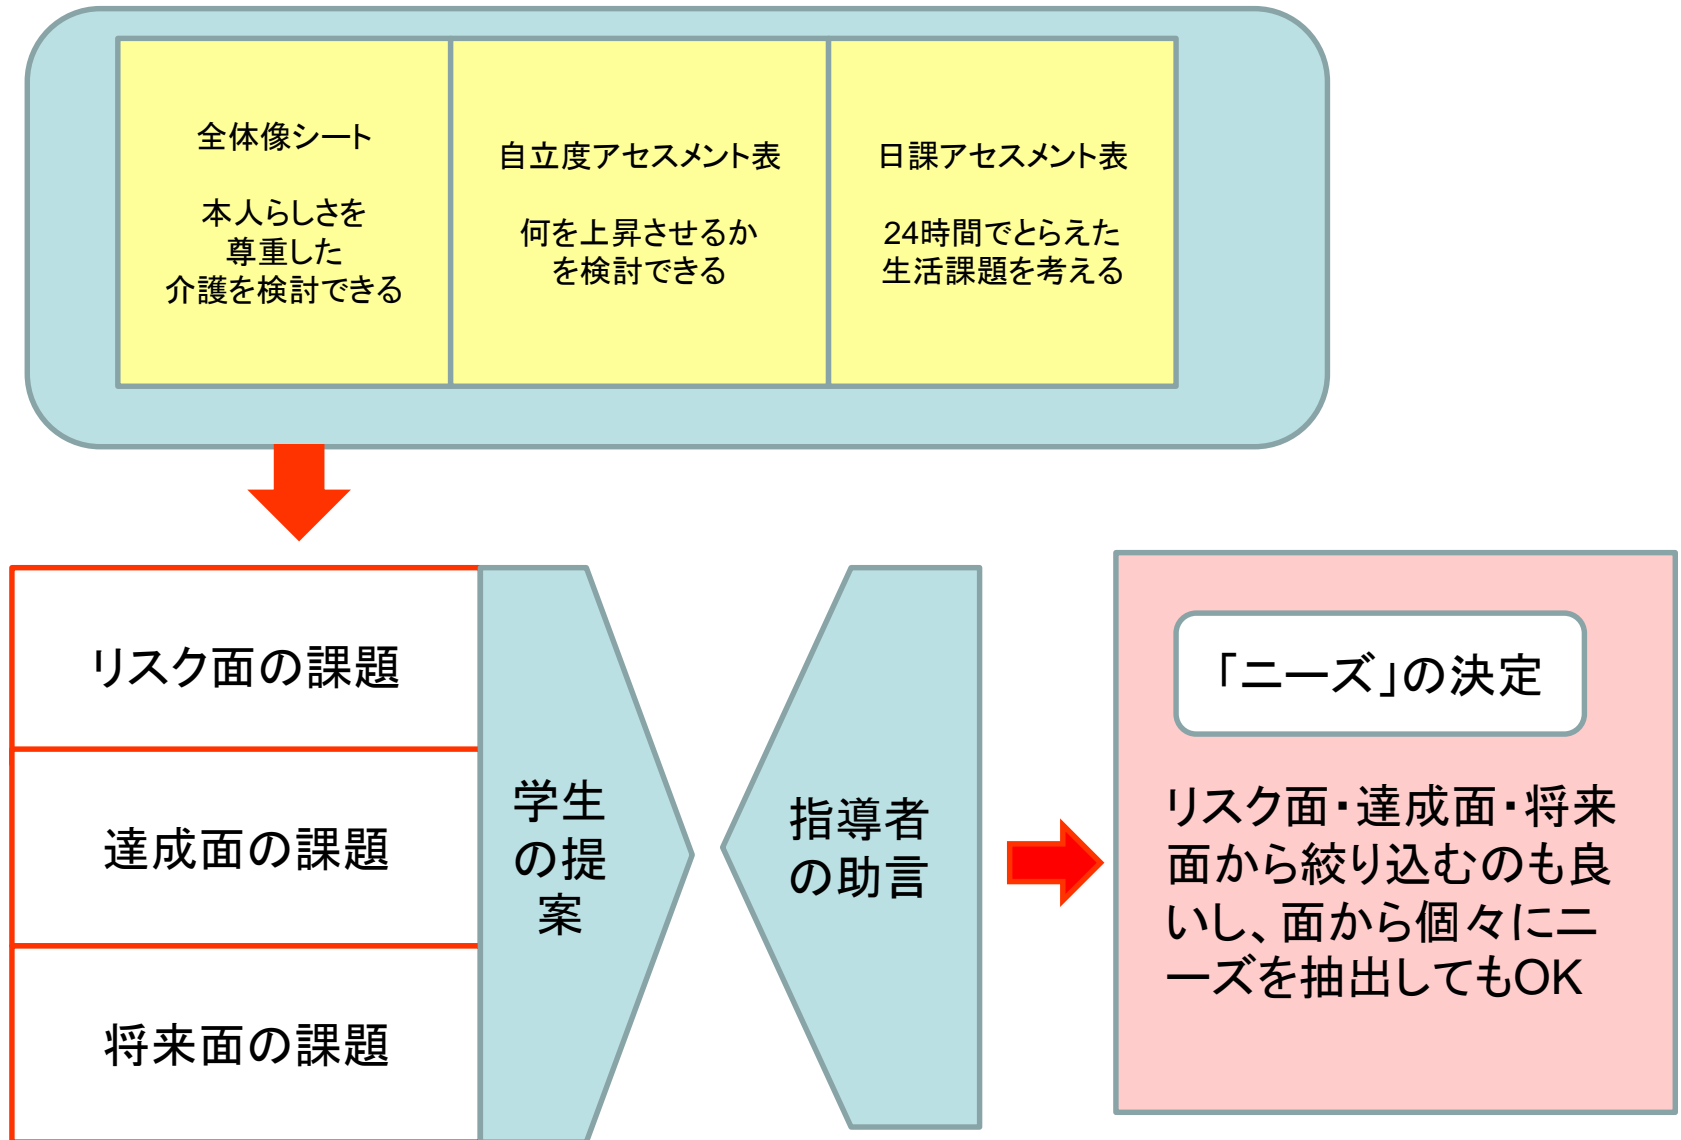 全体像シート
本人らしさを
尊重した
介護を検討できる
自立度アセスメント表
何を上昇させるか
を検討できる
日課アセスメント表
24時間でとらえた
生活課題を考える
リスク面の課題
達成面の課題
将来面の課題
学生
の提
案
指導者
の助言
「ニーズ」の決定
リスク面・達成面・将来
面から絞り込むのも良
いし、面から個々にニ
ーズを抽出してもOK